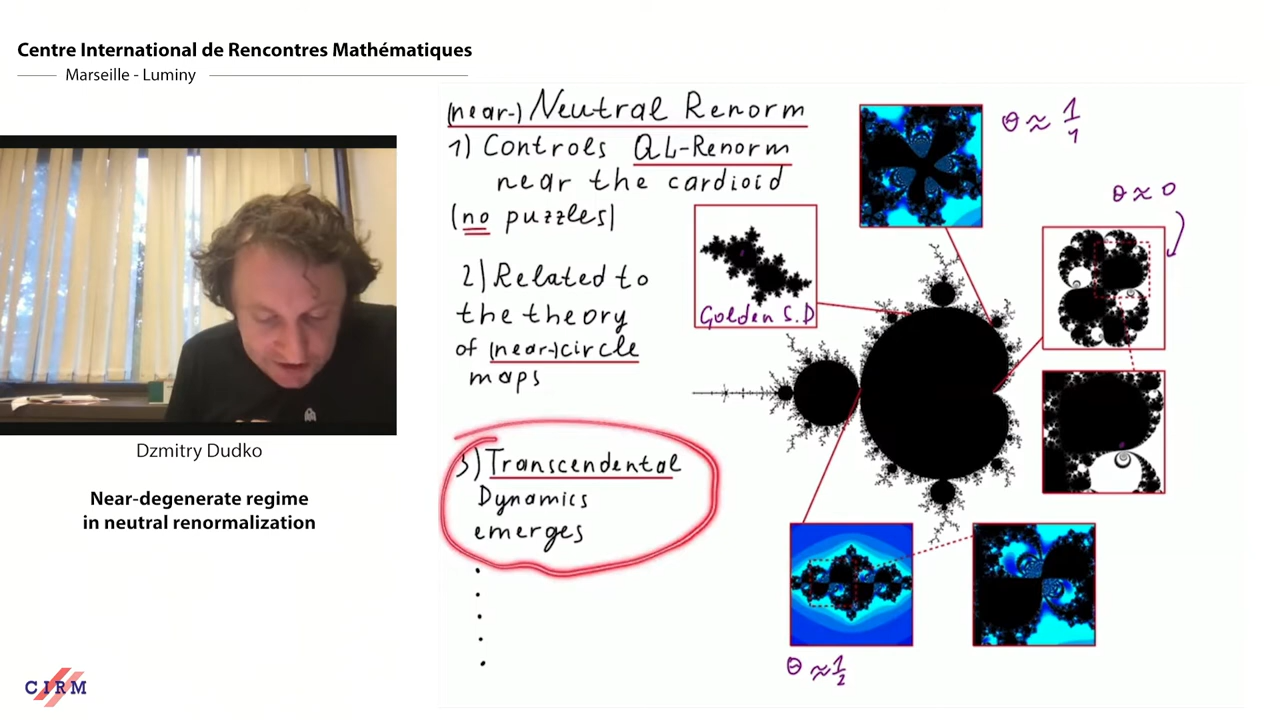 Centre International de Rencontres Mathématiques
Marseille - Luminy
(near-) Neutral Renorm
1) Controls QL-Renorm
near the cardioid
(no puzzles)
2) Related to
the theory
of (near-)circle
maps
3) Transcendental
Dynamics
emerges
θ ≈ 1/4
θ ≈ 0
Golden S.D
θ ≈ 1/2
Dzmitry Dudko
Near-degenerate regime
in neutral renormalization
CIRM